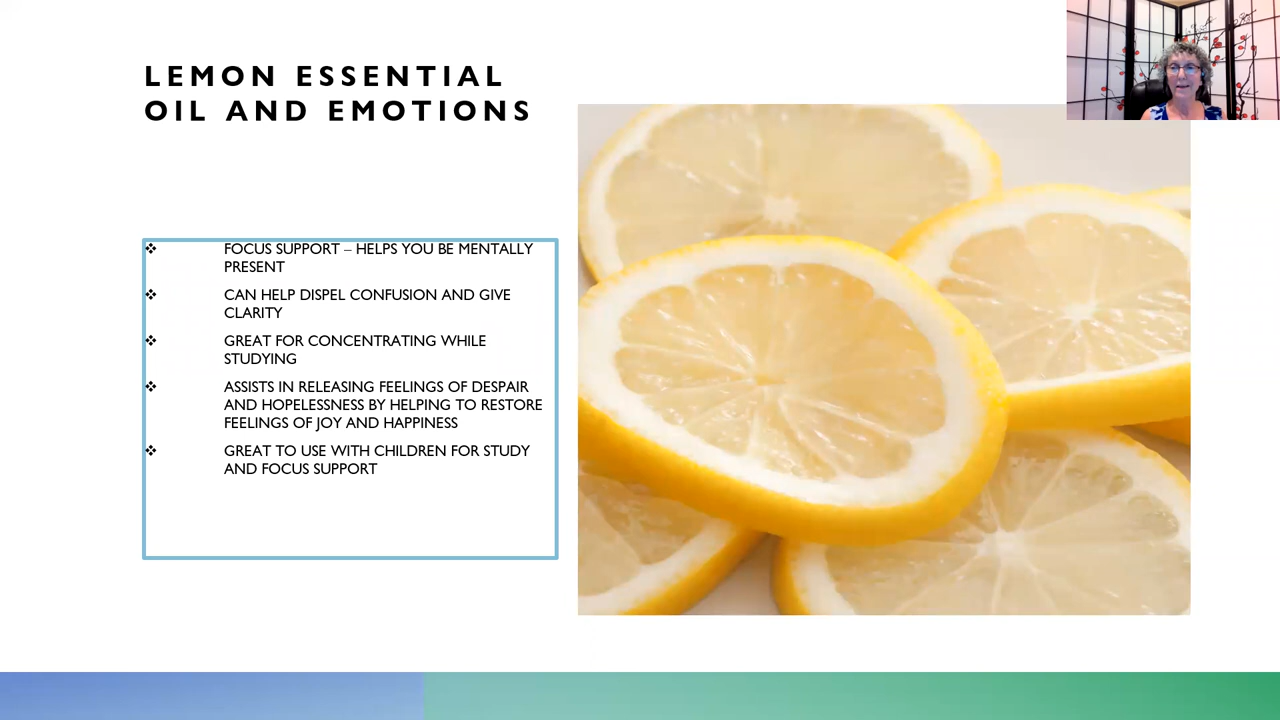 LEMON ESSENTIAL
OIL AND EMOTIONS
❖ FOCUS SUPPORT – HELPS YOU BE MENTALLY
PRESENT
❖ CAN HELP DISPEL CONFUSION AND GIVE
CLARITY
❖ GREAT FOR CONCENTRATING WHILE
STUDYING
❖ ASSISTS IN RELEASING FEELINGS OF DESPAIR
AND HOPELESSNESS BY HELPING TO RESTORE
FEELINGS OF JOY AND HAPPINESS
❖ GREAT TO USE WITH CHILDREN FOR STUDY
AND FOCUS SUPPORT